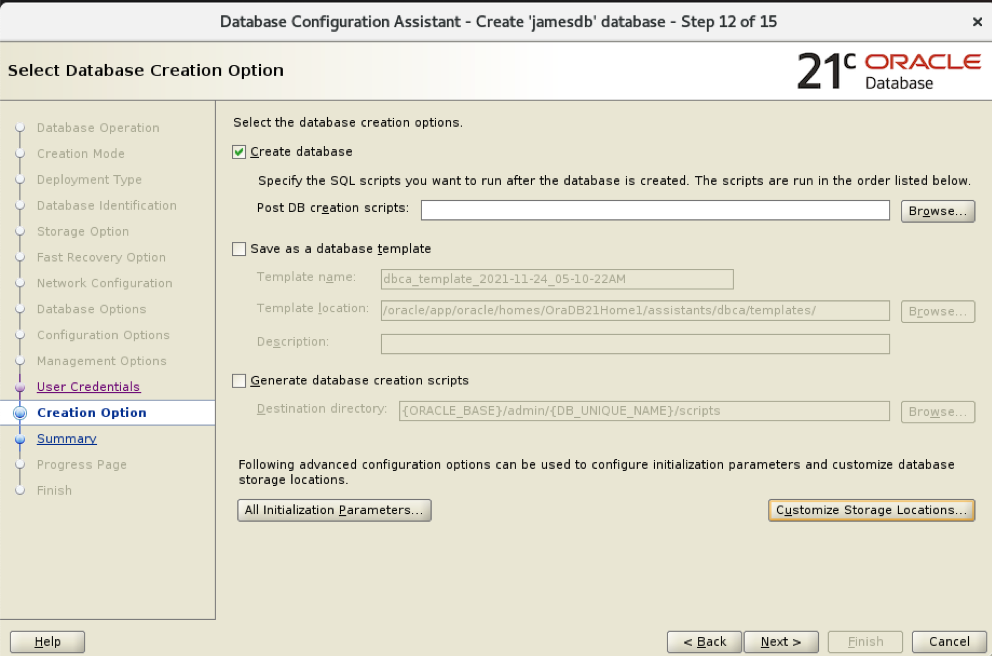 Database Configuration Assistant - Create 'jamesdb' database - Step 12 of 15
×
Select Database Creation Option
21c ORACLE
Database
Database Operation
Creation Mode
Deployment Type
Database Identification
Storage Option
Fast Recovery Option
Network Configuration
Database Options
Configuration Options
Management Options
User Credentials
Creation Option
Summary
Progress Page
Finish
Select the database creation options.
Create database
Specify the SQL scripts you want to run after the database is created. The scripts are run in the order listed below.
Post DB creation scripts: Browse...
Save as a database template
Template name: dbca_template_2021-11-24_05-10-22AM
Template location: /oracle/app/oracle/homes/OraDB21Home1/assistants/dbca/templates/ Browse...
Description:
Generate database creation scripts
Destination directory: {ORACLE_BASE}/admin/{DB_UNIQUE_NAME}/scripts Browse...
Following advanced configuration options can be used to configure initialization parameters and customize database
storage locations.
All Initialization Parameters... Customize Storage Locations...
Help < Back Next > Finish Cancel